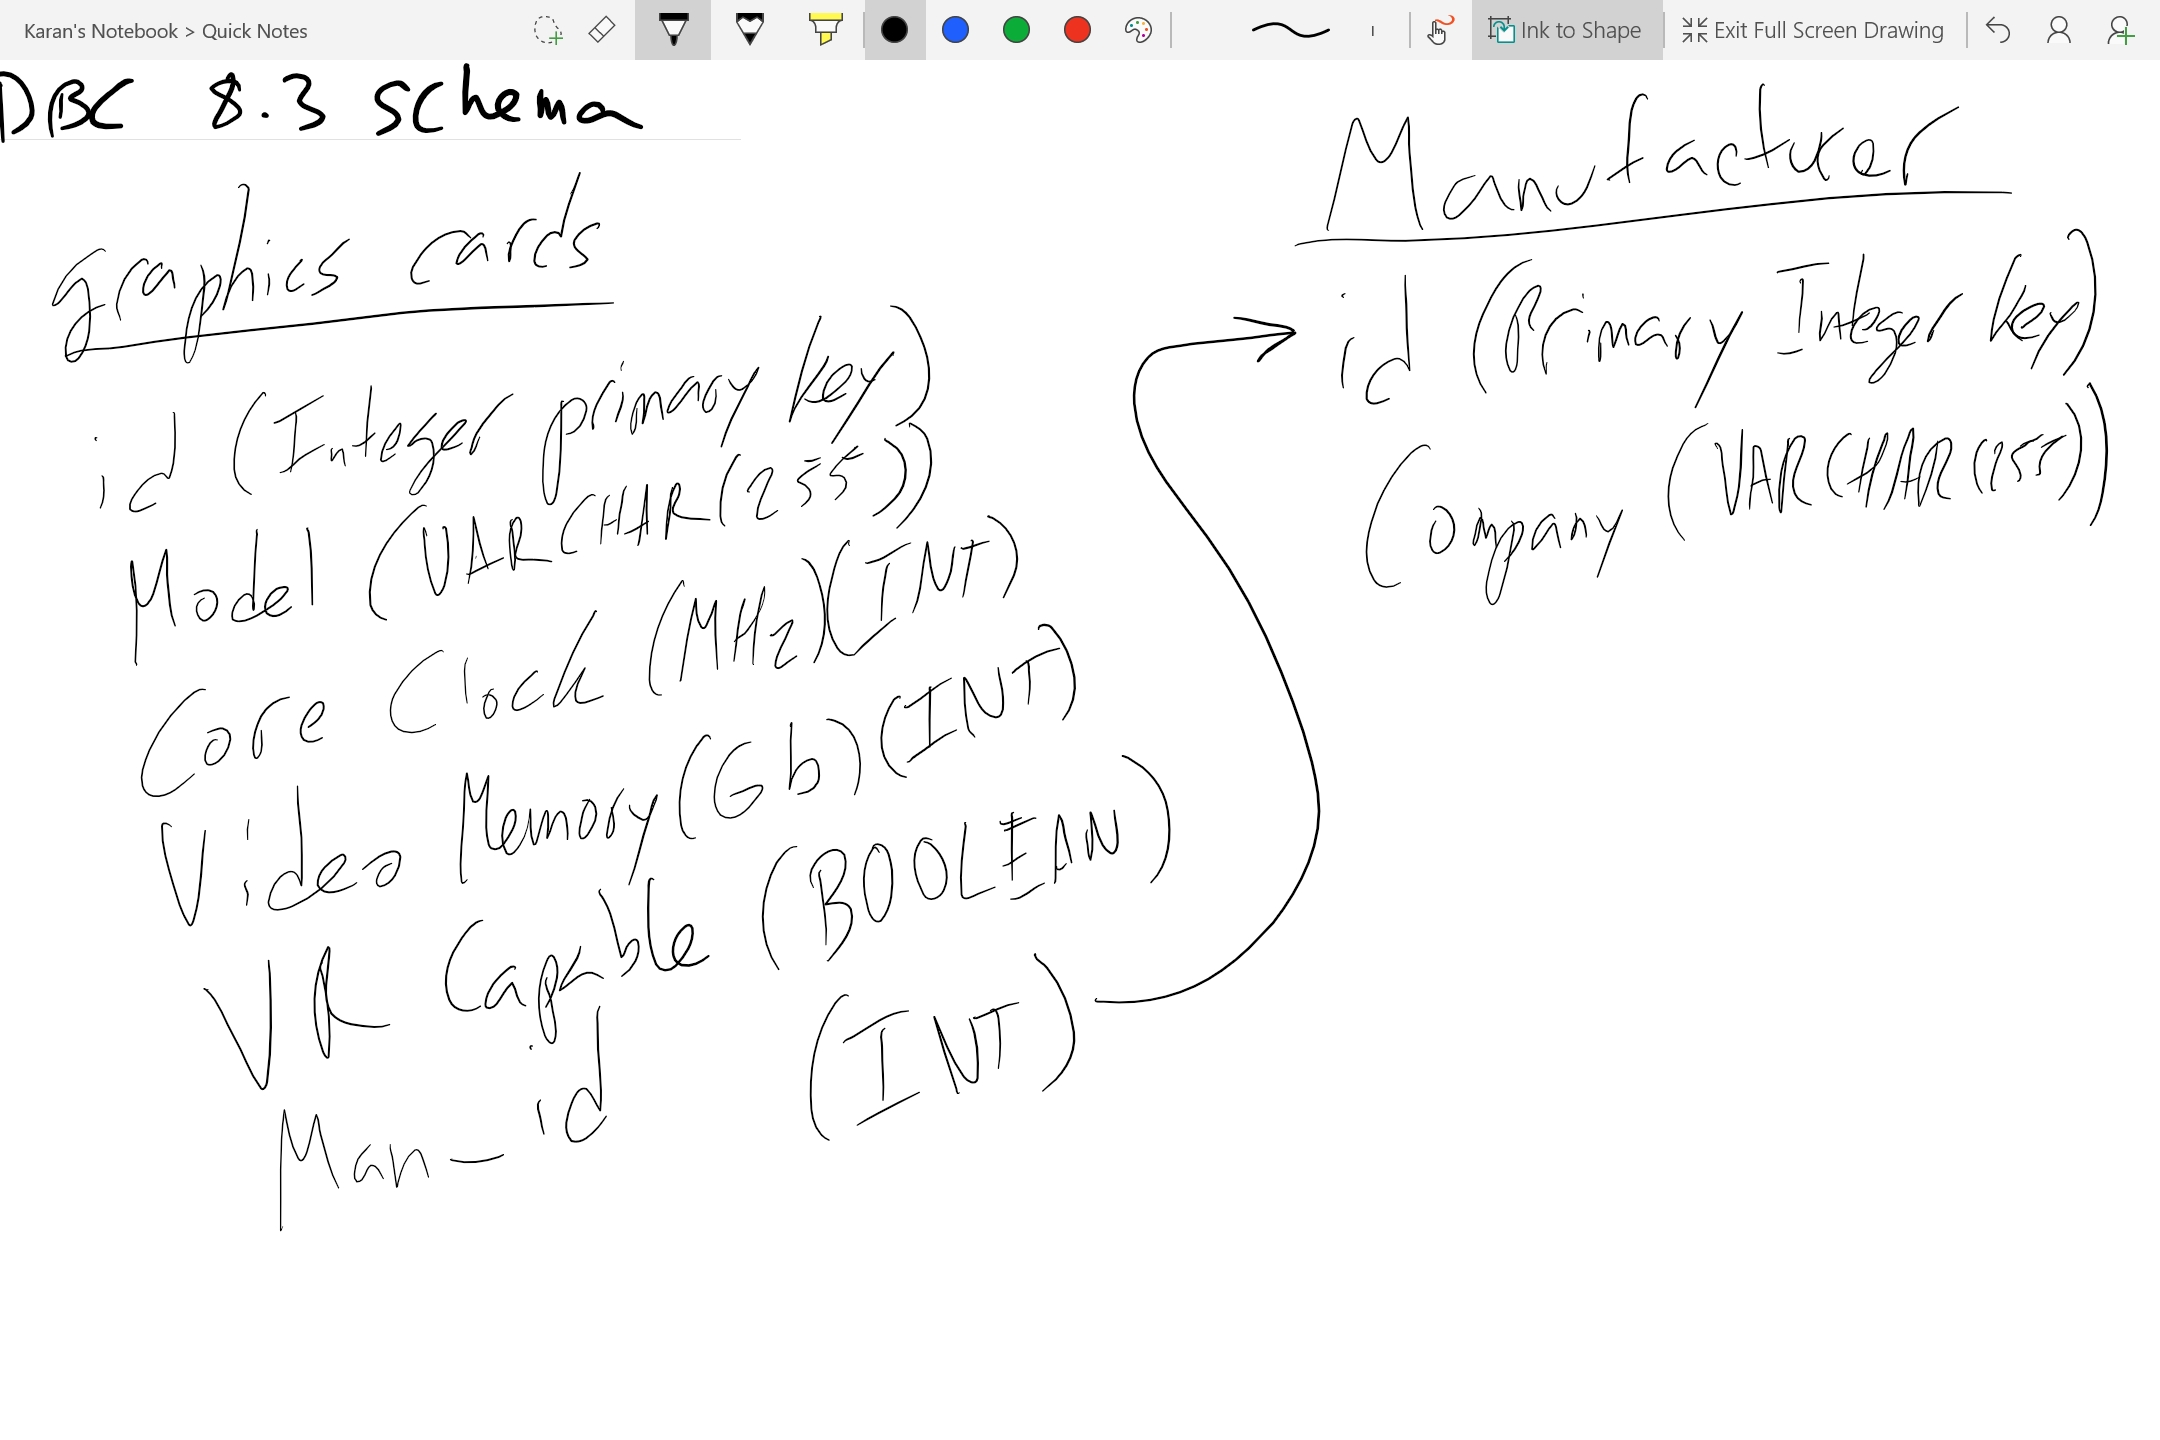 Karan's Notebook > Quick Notes
Ink to Shape
Exit Full Screen Drawing
DBC 8.3 schema
graphics cards
id (Integer primary key)
Model (VARCHAR(255))
Core Clock (MHz)(INT)
Video Memory(Gb)(INT)
VR Capable (BOOLEAN)
Man_id (INT)
Manufacturer
id (Primary Integer key)
Company (VARCHAR(255))